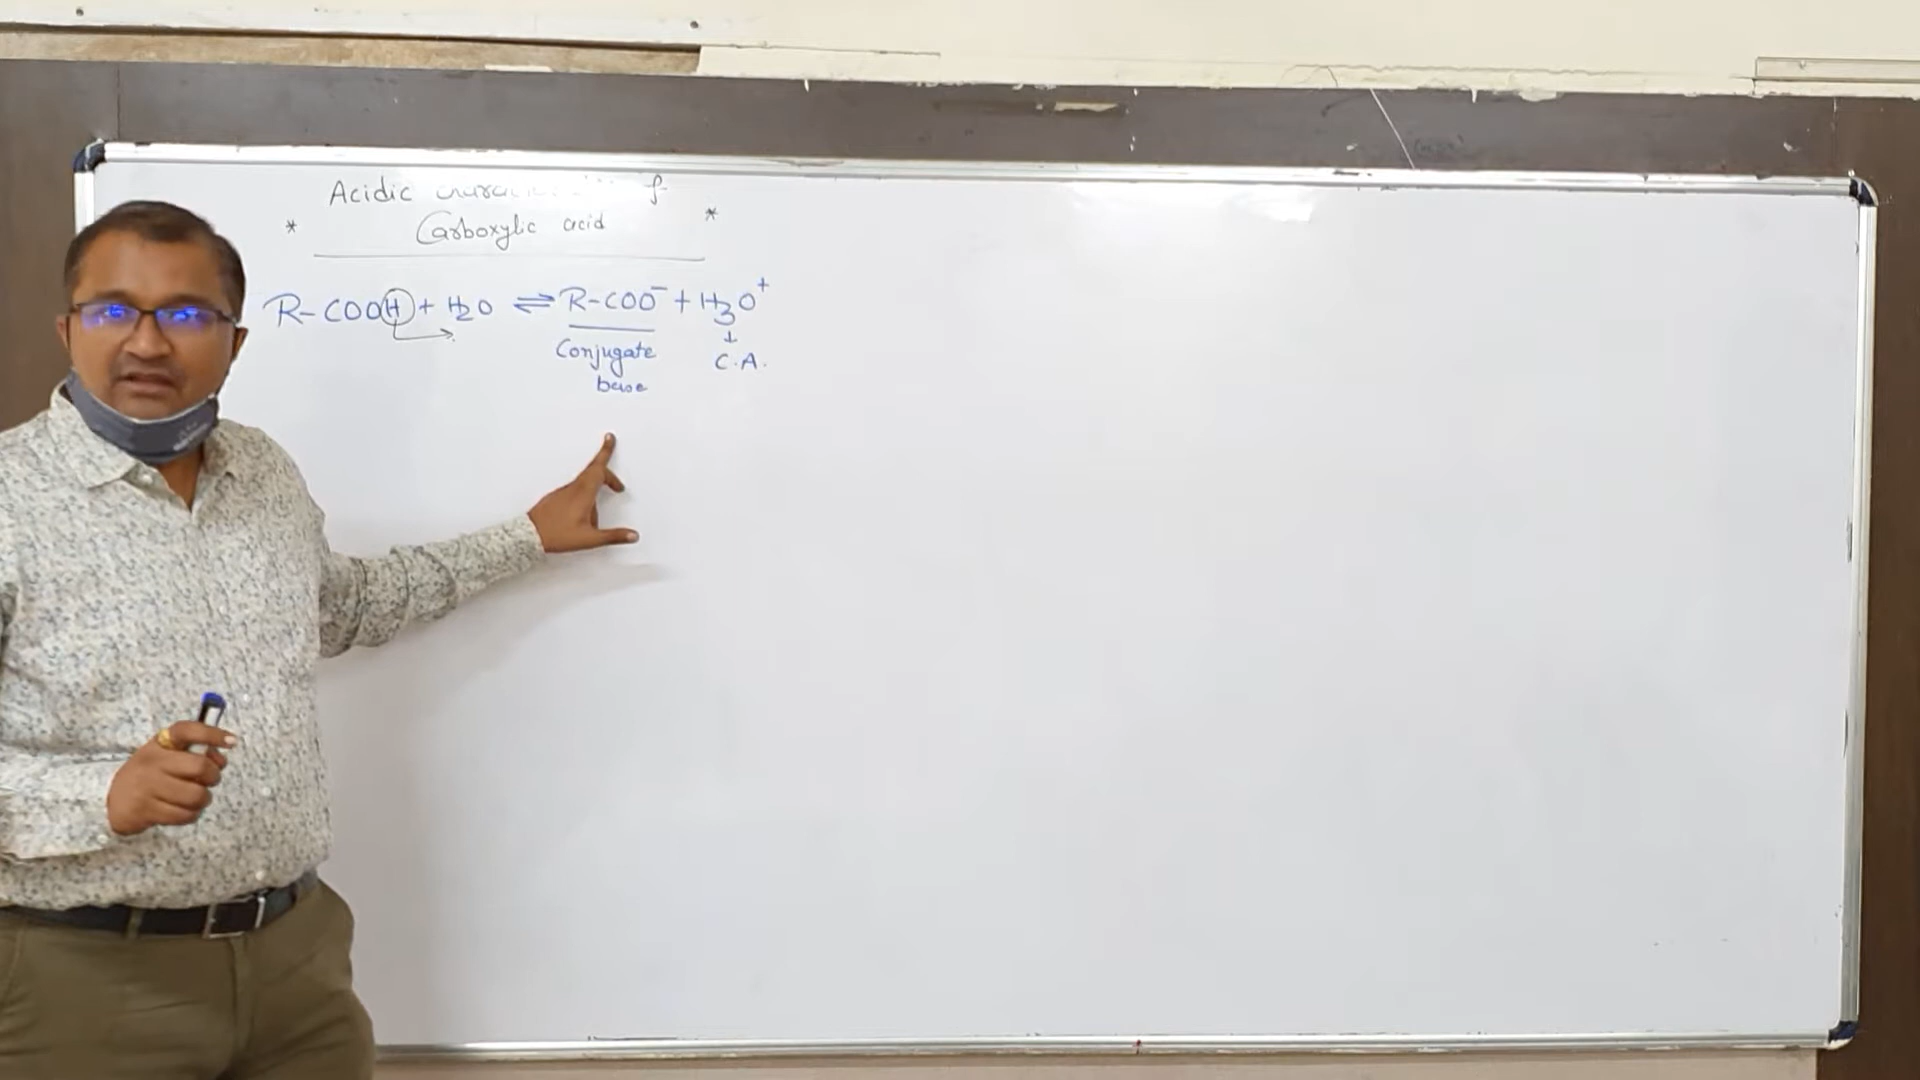 Acidic
* Carboxylic acid *
R-COOH + H₂O ⇌ R-COO⁻ + H₃O⁺
Conjugate
base
↓
C.A.